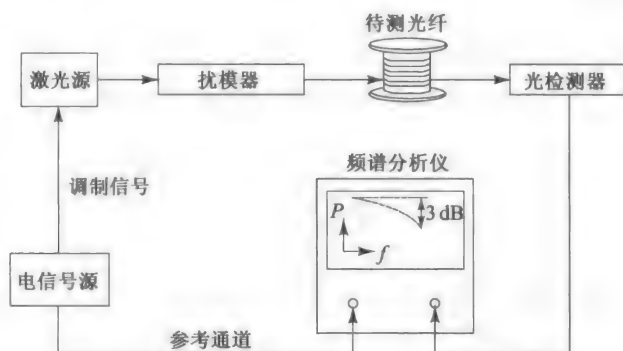 待测光纤
激光源
扰模器
光检测器
频谱分析仪
调制信号
P
3 dB
f
电信号源
参考通道